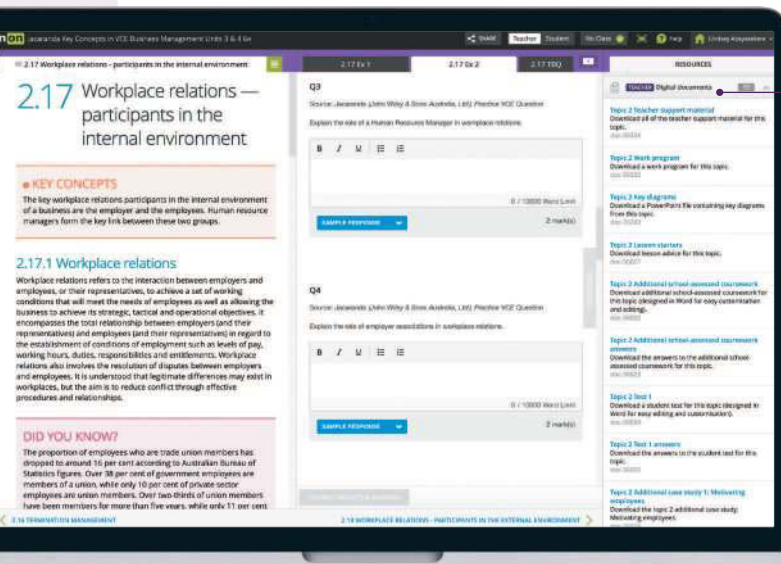 on Jacaranda Key Concepts in VCE Business Management Units 3 & 4 6e
SHARE Teacher Student No Class Help
2.17 Workplace relations - participants in the internal environment
2.17 Ex 1 2.17 Ex 2 2.17 TDQ
RESOURCES
2.17 Workplace relations —
participants in the
internal environment
KEY CONCEPTS
The key workplace relations participants in the internal environment
of a business are the employer and the employees. Human resource
managers form the key link between these two groups.
2.17.1 Workplace relations
Workplace relations refers to the interaction between employers and
employees, or their representatives, to achieve a set of working
conditions that will meet the needs of employees as well as allowing the
business to achieve its strategic, tactical and operational objectives. It
encompasses the total relationship between employers (and their
representatives) and employees (and their representatives) in regard to
the establishment of conditions of employment such as levels of pay,
working hours, duties, responsibilities and entitlements. Workplace
relations also involves the resolution of disputes between employers
and employees. It is understood that legitimate differences may exist in
workplaces, but the aim is to reduce conflict through effective
procedures and relationships.
DID YOU KNOW?
The proportion of employees who are trade union members has
dropped to around 15 per cent according to Australian Bureau of
Statistics figures. Over 38 per cent of government employees are
members of a union, while only 10 per cent of private sector
employees are union members. Over two-thirds of union members
have been members for more than five years, while only 11 per cent
2.16 TERMINATION MANAGEMENT
Q3
Source: Jacaranda (John Wiley & Sons Australia, Ltd); Practice VCE Question
Explain the role of a Human Resources Manager in workplace relations.
B I U
0 / 10000 Word Limit
SAMPLE RESPONSE
2 mark(s)
Q4
Source: Jacaranda (John Wiley & Sons Australia, Ltd); Practice VCE Question
Explain the role of employer associations in workplace relations.
B I U
0 / 10000 Word Limit
SAMPLE RESPONSE
2 mark(s)
2.18 WORKPLACE RELATIONS - PARTICIPANTS IN THE EXTERNAL ENVIRONMENT
TEACHER Digital documents
Topic 2 Teacher support material
Download all of the teacher support material for this
topic.
Topic 2 Work program
Download a work program for this topic.
Topic 2 Key diagrams
Download a PowerPoint file containing key diagrams
from this topic.
Topic 2 Lesson starters
Download lesson advice for this topic.
Topic 2 Additional school-assessed coursework
Download additional school-assessed coursework for
this topic (designed in Word for easy customisation
and editing).
Topic 2 Additional school-assessed coursework
answers
Download the answers to the additional school-
assessed coursework for this topic.
Topic 2 Test 1
Download a student test for this topic (designed in
Word for easy editing and customisation).
Topic 2 Test 1 answers
Download the answers to the student test for this
topic.
Topic 2 Additional case study 1: Motivating
employees
Download the topic 2 additional case study:
Motivating employees.